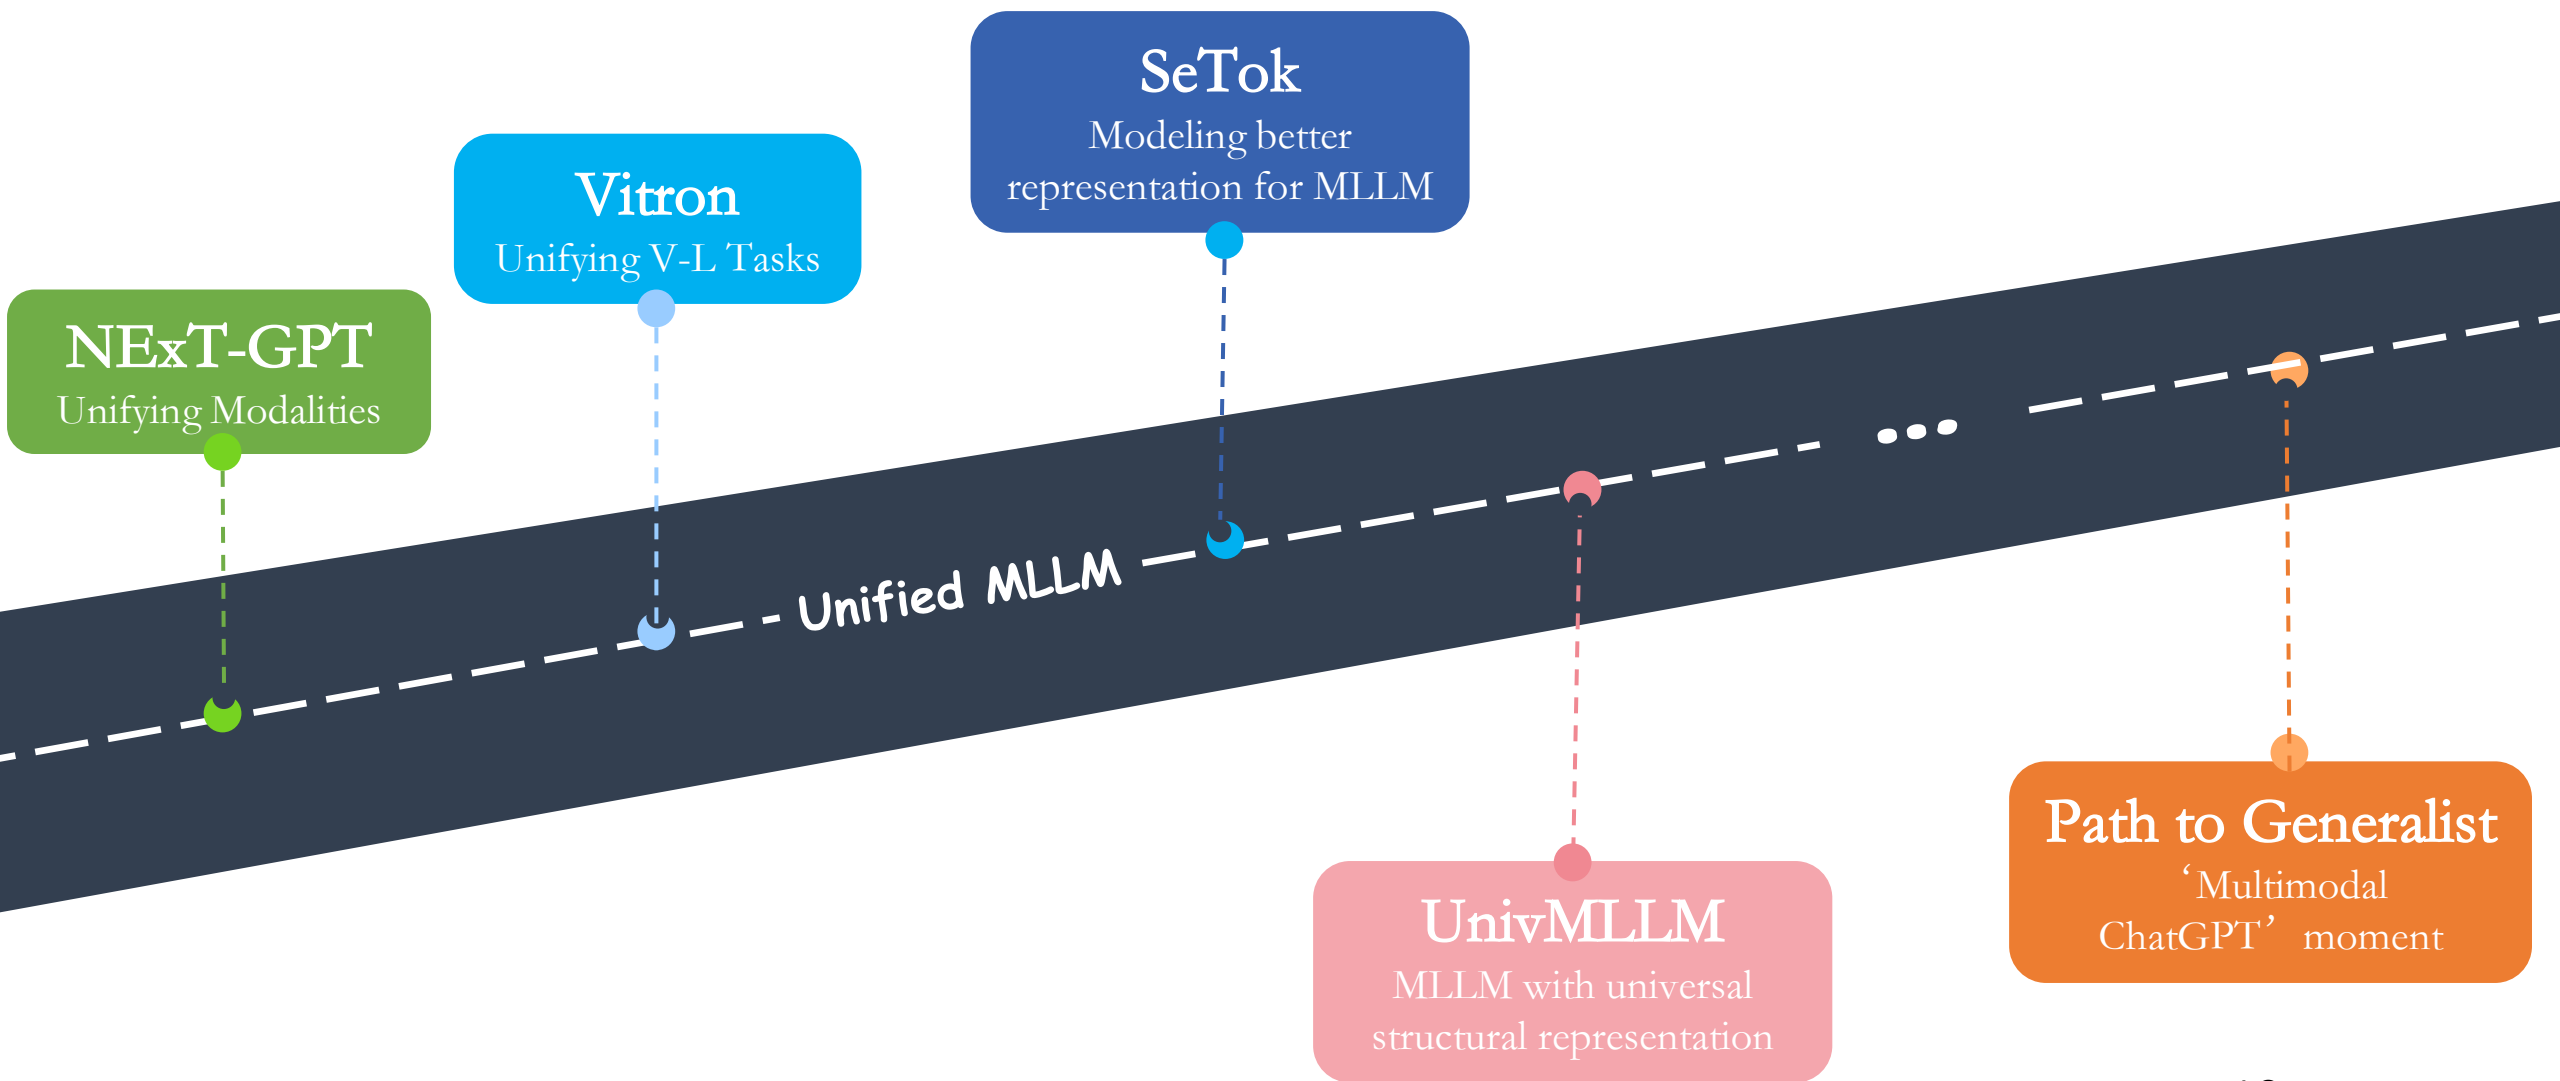 SeTok
Modeling better
representation for MLLM
Vitron
Unifying V-L Tasks
NExT-GPT
Unifying Modalities
Unified MLLM
•••
UnivMLLM
MLLM with universal
structural representation
Path to Generalist
‘Multimodal
ChatGPT’ moment